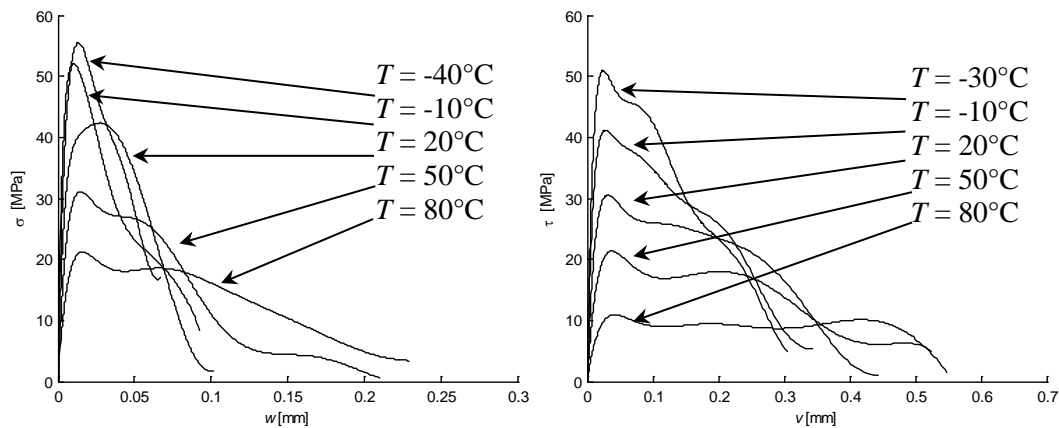 60
50
40
30
20
10
0
σ [MPa]
0 0.05 0.1 0.15 0.2 0.25 0.3
w [mm]
T = -40°C
T = -10°C
T = 20°C
T = 50°C
T = 80°C
60
50
40
30
20
10
0
τ [MPa]
0 0.1 0.2 0.3 0.4 0.5 0.6 0.7
v [mm]
T = -30°C
T = -10°C
T = 20°C
T = 50°C
T = 80°C